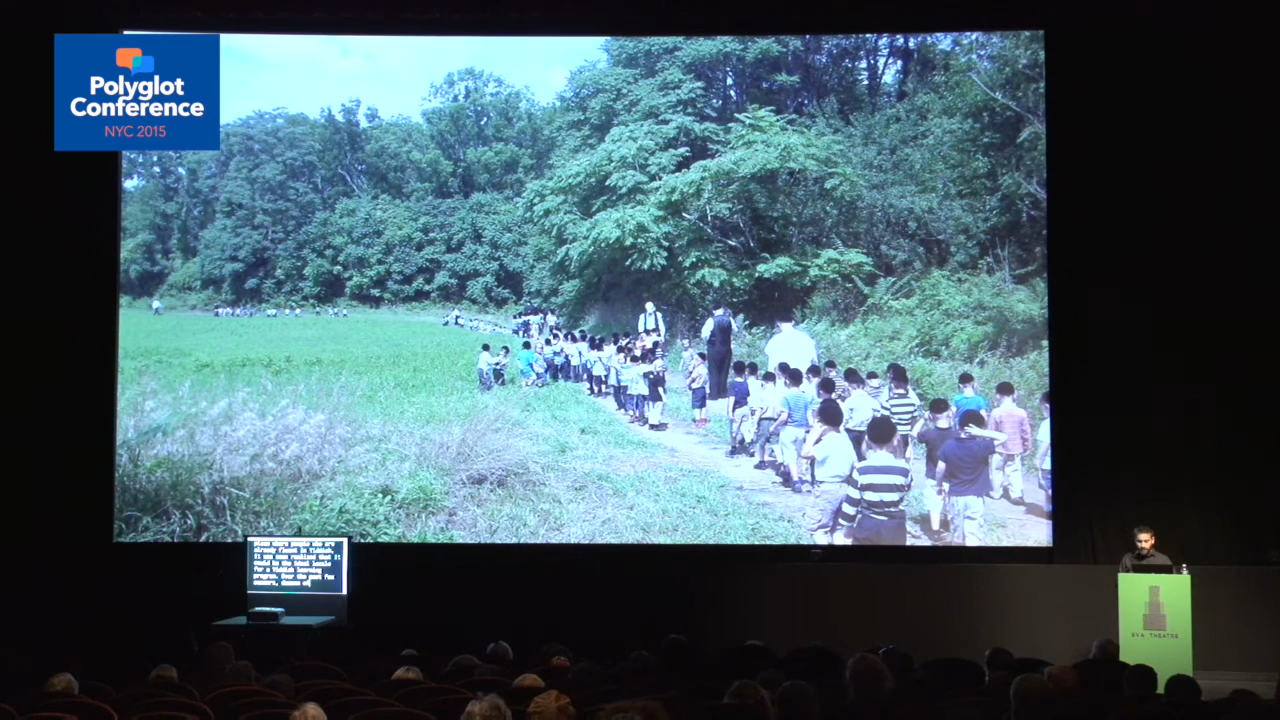 Polyglot
Conference
NYC 2015
place where people who are
already fluent in Yiddish.
It was soon realized that it
could be the ideal locale
for a Yiddish learning
program. Over the past few
summers, dozens of
SVA THEATRE